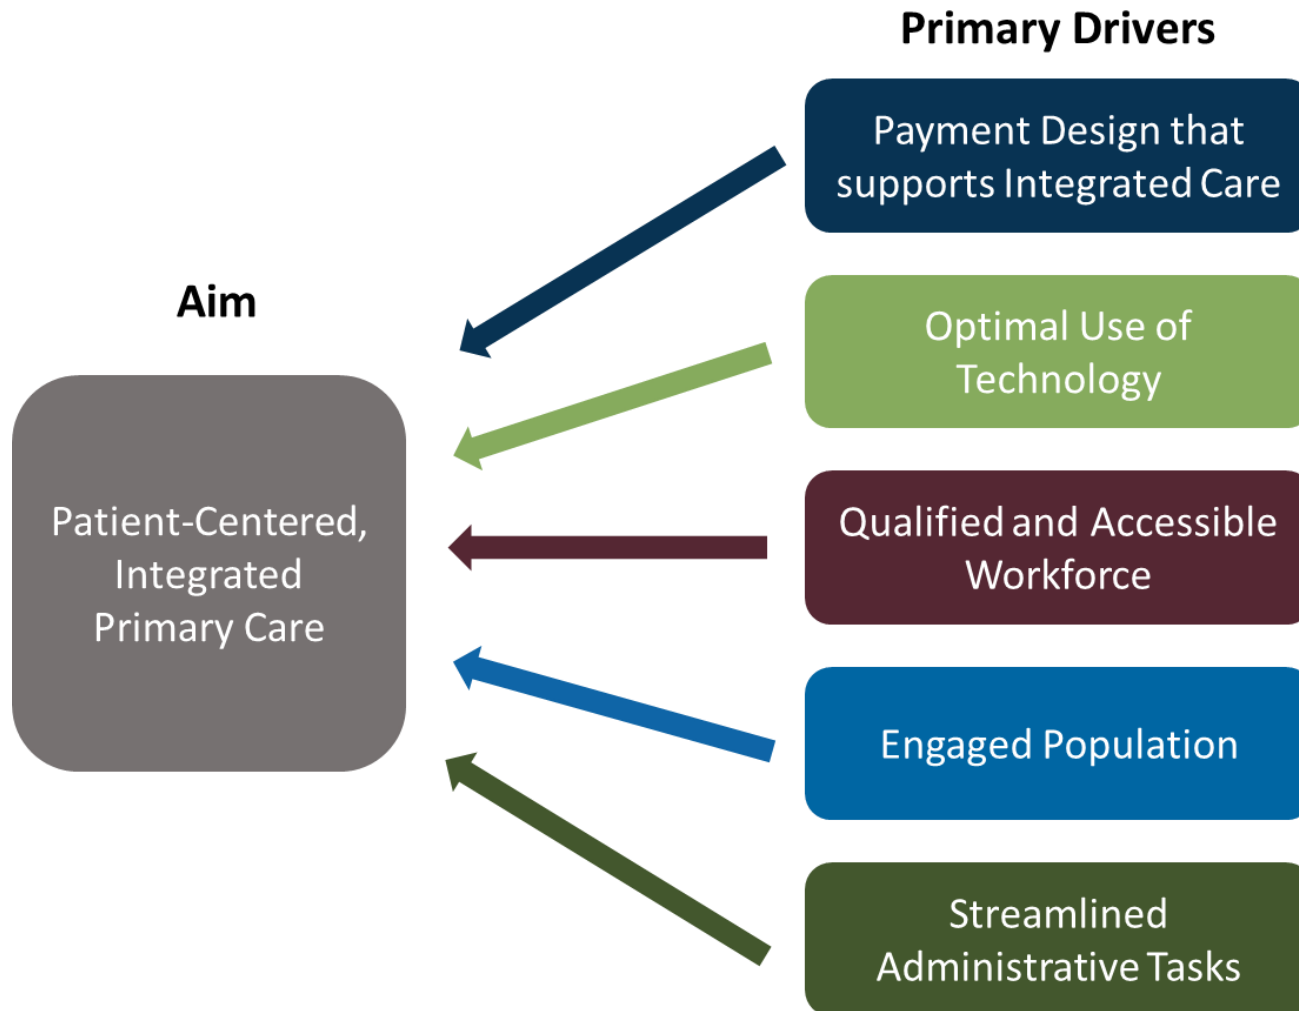 Primary Drivers
Payment Design that
supports Integrated Care
Aim
Optimal Use of
Technology
Patient-Centered,
Integrated
Primary Care
Qualified and Accessible
Workforce
Engaged Population
Streamlined
Administrative Tasks